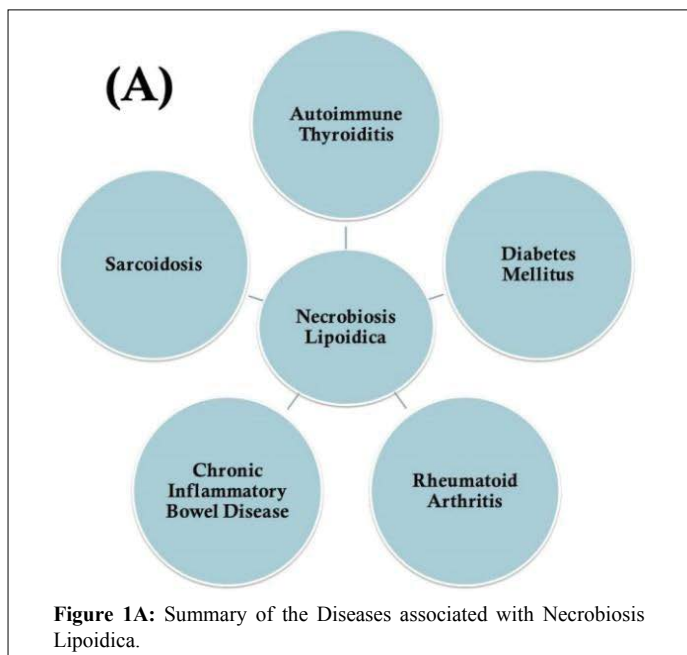 (A)
Autoimmune
Thyroiditis
Diabetes
Mellitus
Rheumatoid
Arthritis
Chronic
Inflammatory
Bowel Disease
Sarcoidosis
Necrobiosis
Lipoidica
Figure 1A: Summary of the Diseases associated with Necrobiosis
Lipoidica.